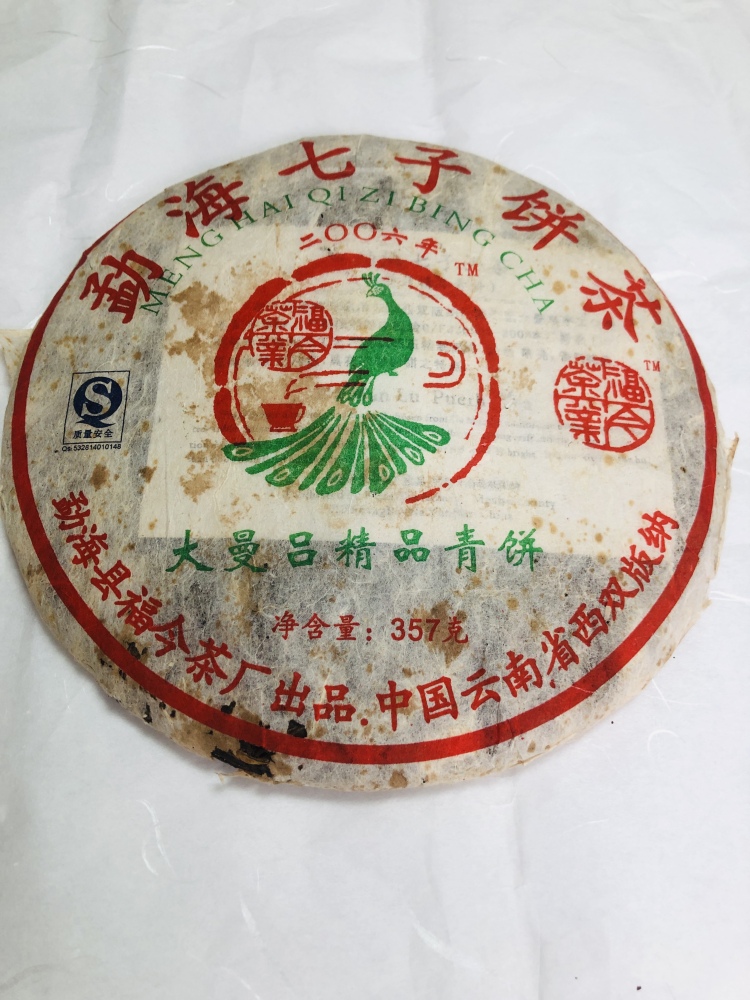 勐海七子饼茶
MENG HAI QI ZI BING CHA
二〇〇六年
TM
福今茶業
福今茶業
TM
质量安全
QS 532814010148
大曼吕精品青饼
净含量：357克
勐海县福今茶厂出品.中国云南省西双版纳